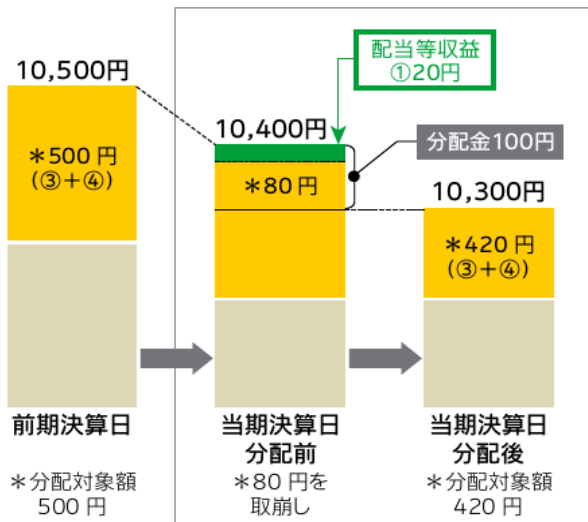 配当等収益
①20円
10,500円
10,400円
分配金100円
*500円
(③+④)
*80円
10,300円
*420円
(③+④)
前期決算日
当期決算日
分配前
当期決算日
分配後
*分配対象額
500円
*80円を
取崩し
*分配対象額
420円